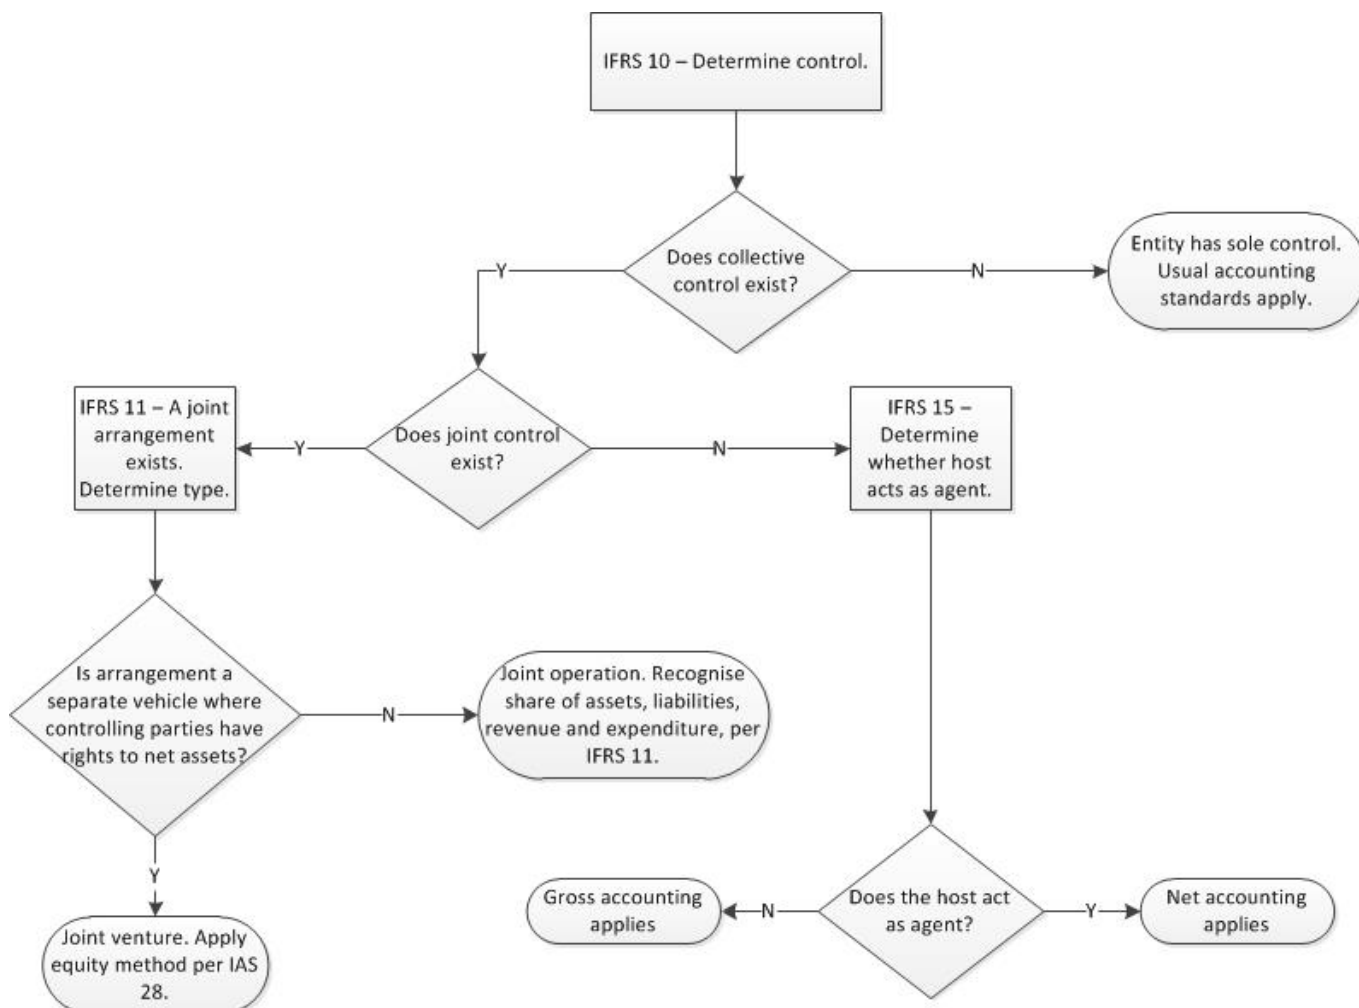 IFRS 10 – Determine control.
Does collective
control exist?
Y
N
Entity has sole control.
Usual accounting
standards apply.
IFRS 11 – A joint
arrangement
exists.
Determine type.
Y
Does joint control
exist?
N
IFRS 15 –
Determine
whether host
acts as agent.
Is arrangement a
separate vehicle where
controlling parties have
rights to net assets?
N
Joint operation. Recognise
share of assets, liabilities,
revenue and expenditure, per
IFRS 11.
Y
Joint venture. Apply
equity method per IAS
28.
Gross accounting
applies
N
Does the host act
as agent?
Y
Net accounting
applies